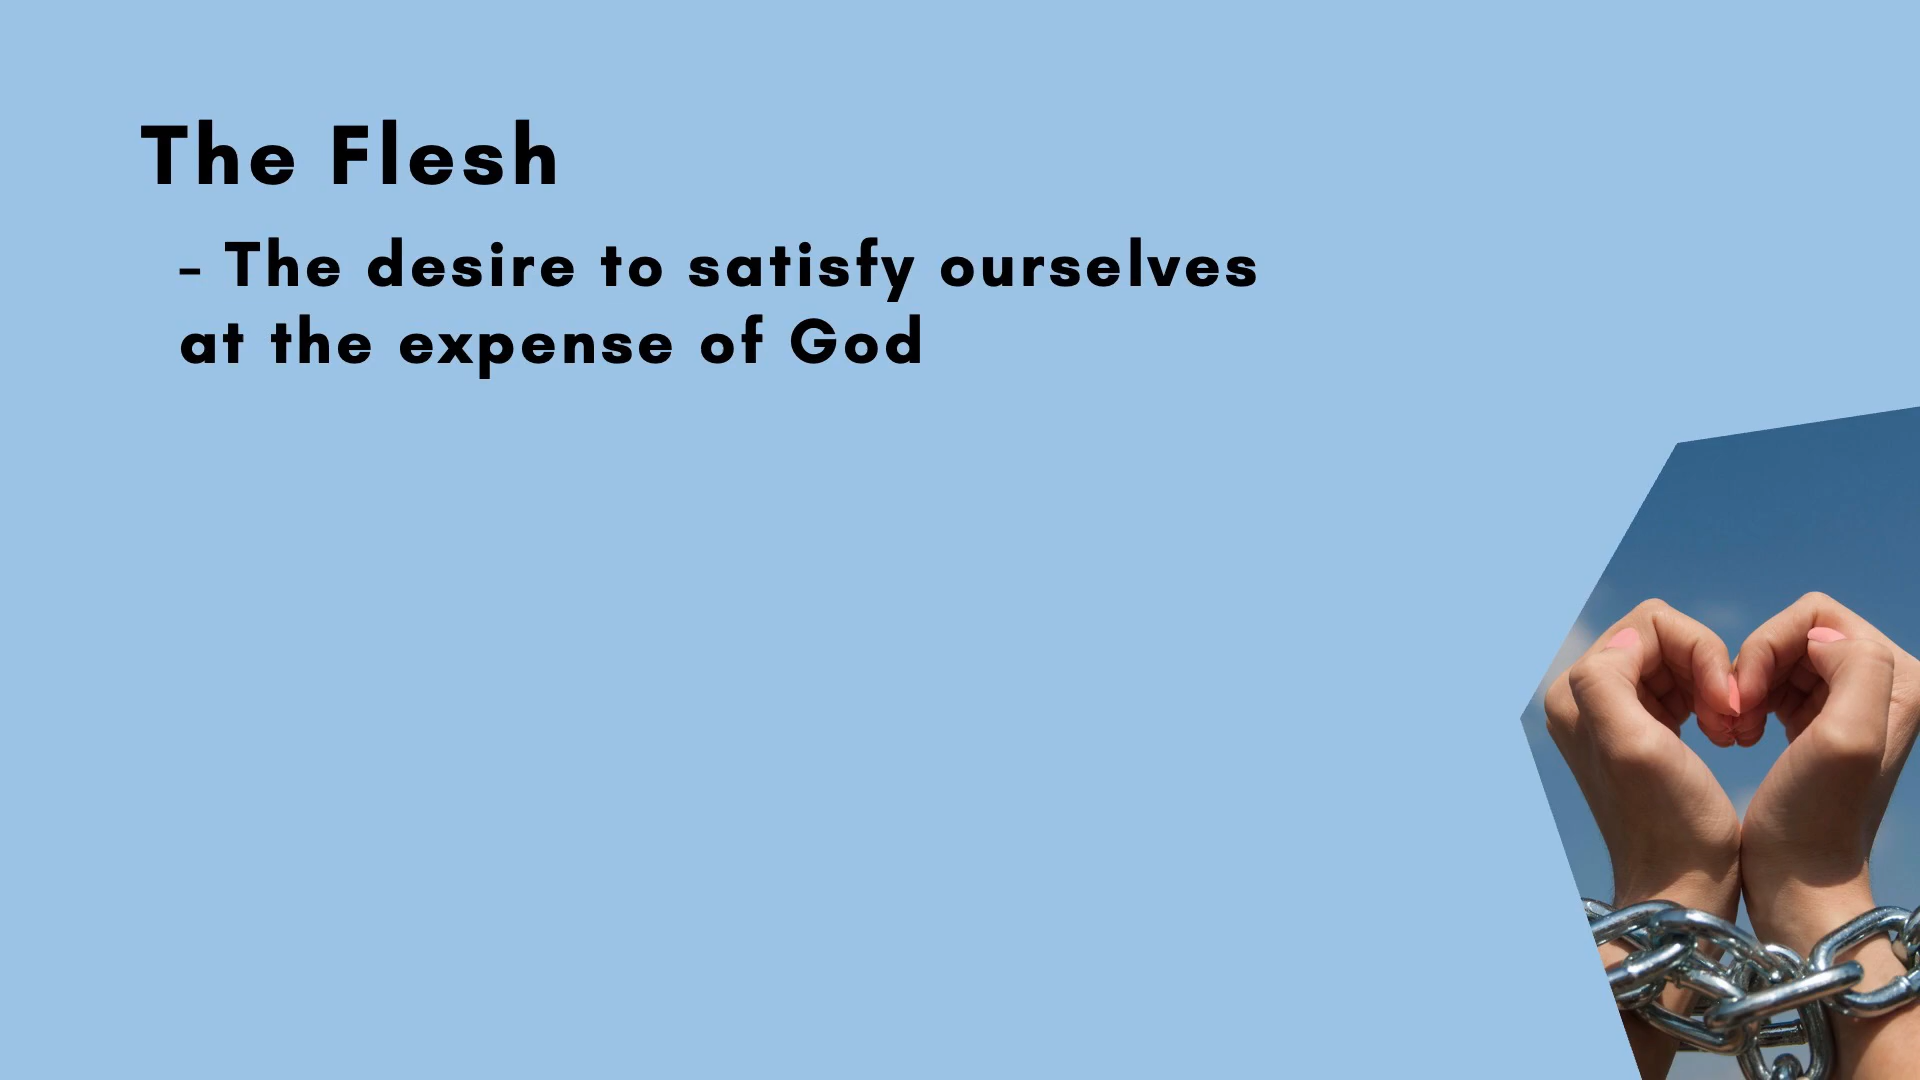 The Flesh
- The desire to satisfy ourselves
at the expense of God